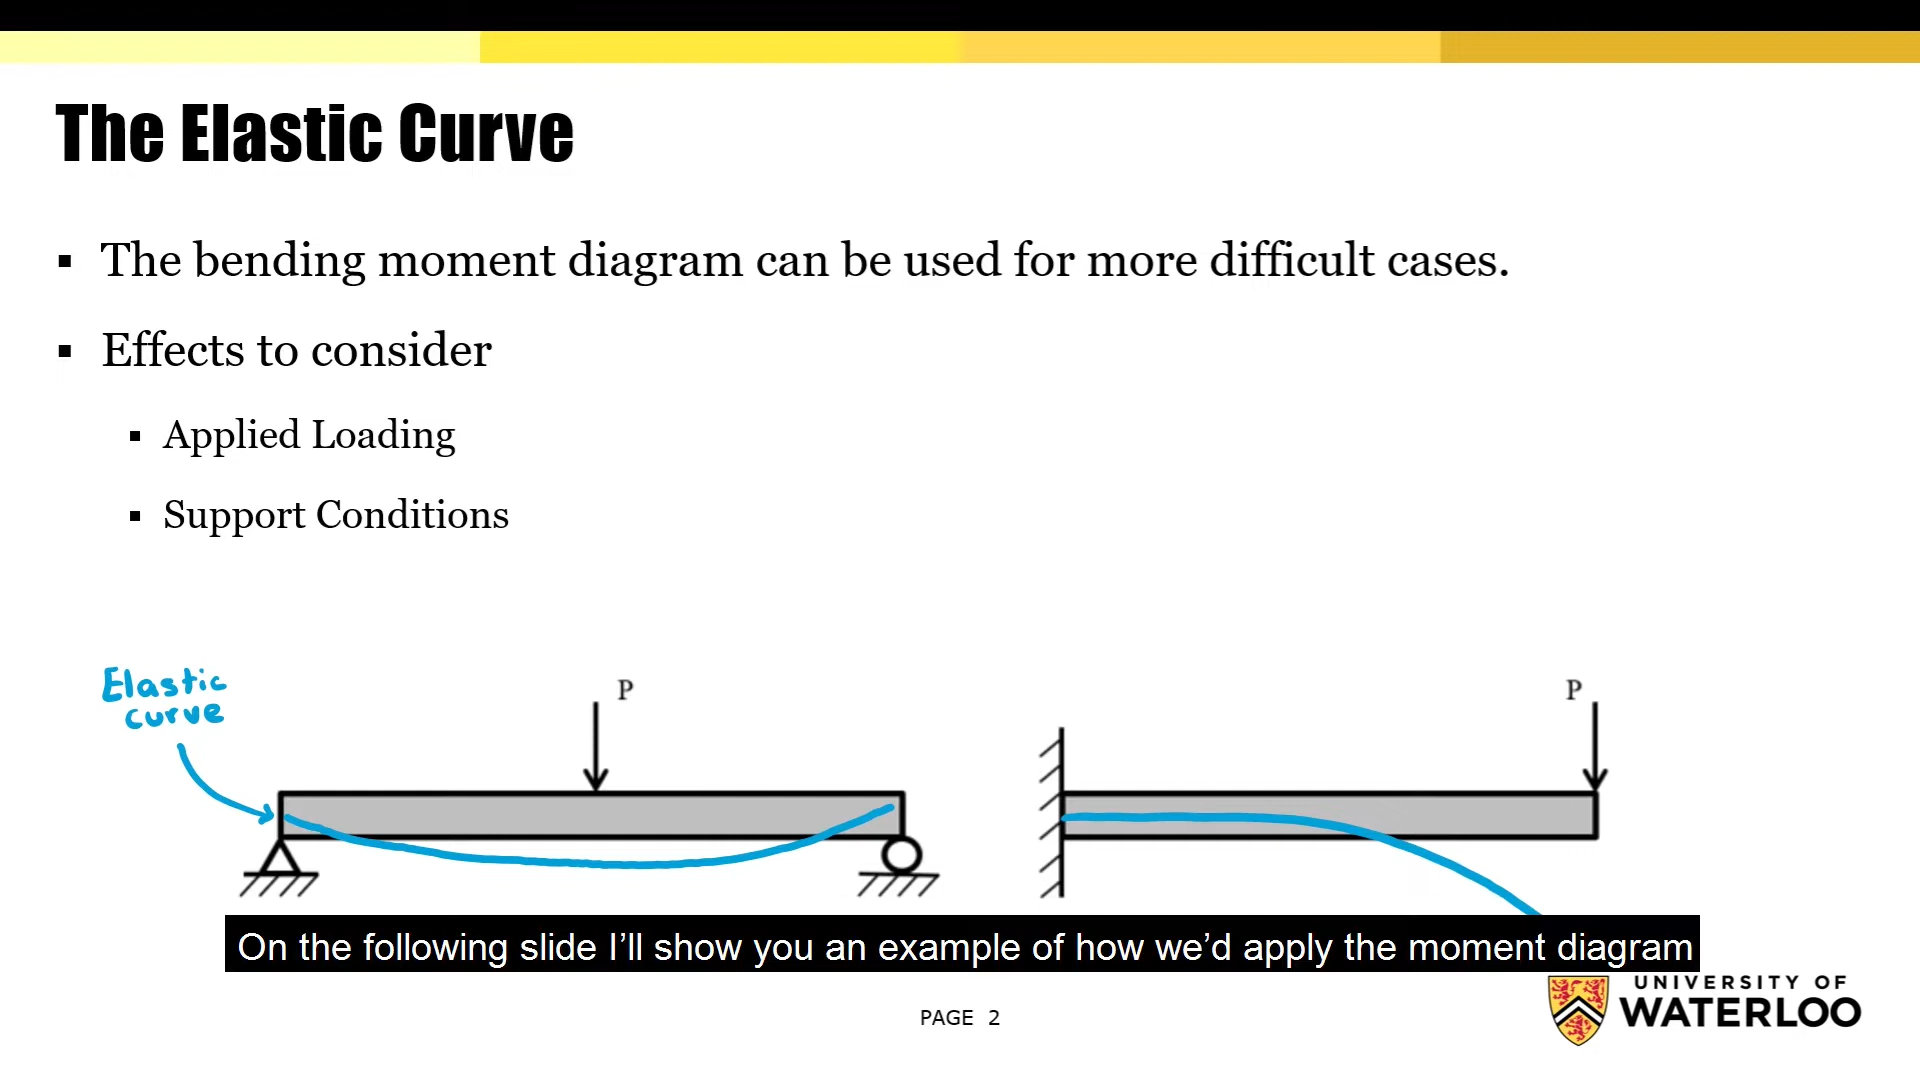 The Elastic Curve
▪ The bending moment diagram can be used for more difficult cases.
▪ Effects to consider
▪ Applied Loading
▪ Support Conditions
Elastic
curve
P
P
On the following slide I’ll show you an example of how we’d apply the moment diagram
PAGE 2
UNIVERSITY OF
WATERLOO